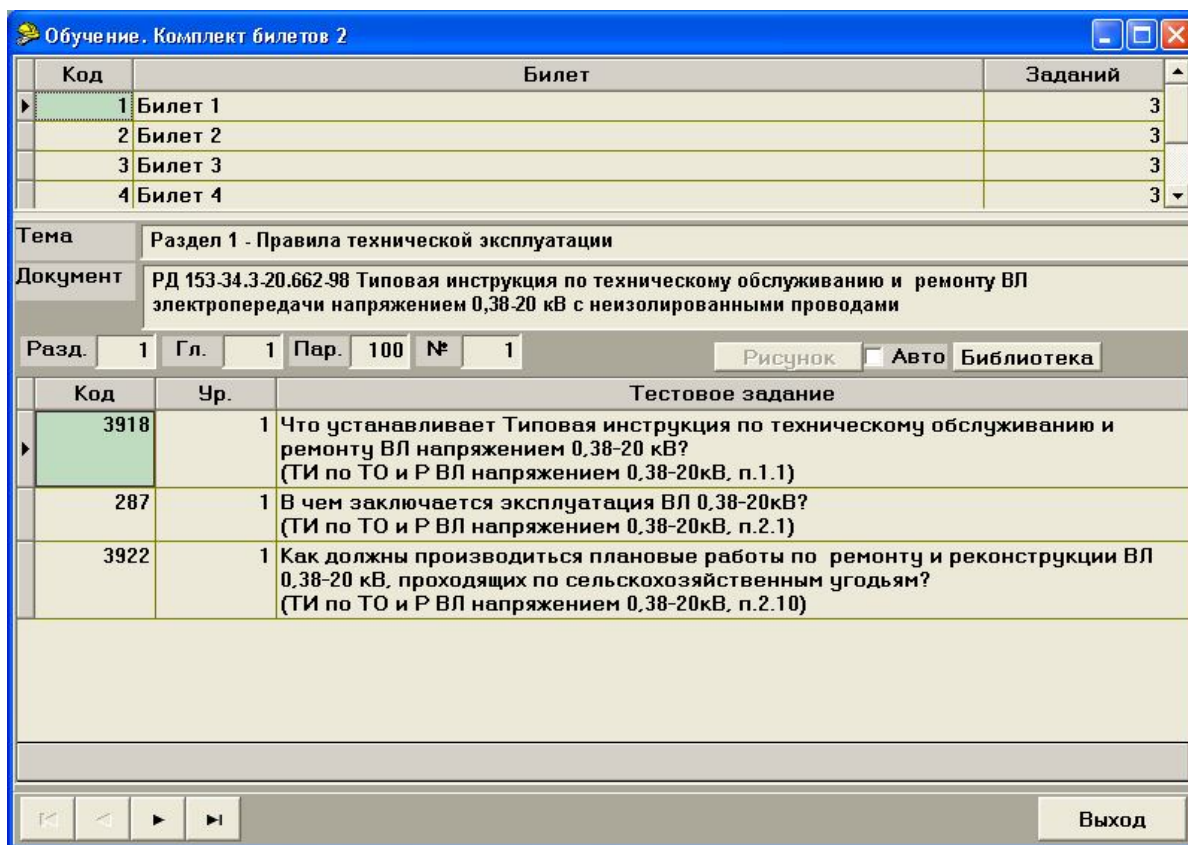 Обучение. Комплект билетов 2
Код Билет Заданий
1 Билет 1 3
2 Билет 2 3
3 Билет 3 3
4 Билет 4 3
Тема Раздел 1 - Правила технической эксплуатации
Документ РД 153-34.3-20.662-98 Типовая инструкция по техническому обслуживанию и ремонту ВЛ
электропередачи напряжением 0,38-20 кВ с неизолированными проводами
Разд. 1 Гл. 1 Пар. 100 № 1 Рисунок Авто Библиотека
Код Ур. Тестовое задание
3918 1 Что устанавливает Типовая инструкция по техническому обслуживанию и
ремонту ВЛ напряжением 0,38-20 кВ?
(ТИ по ТО и Р ВЛ напряжением 0,38-20кВ, п.1.1)
287 1 В чем заключается эксплуатация ВЛ 0,38-20кВ?
(ТИ по ТО и Р ВЛ напряжением 0,38-20кВ, п.2.1)
3922 1 Как должны производиться плановые работы по ремонту и реконструкции ВЛ
0,38-20 кВ, проходящих по сельскохозяйственным угодьям?
(ТИ по ТО и Р ВЛ напряжением 0,38-20кВ, п.2.10)
Выход